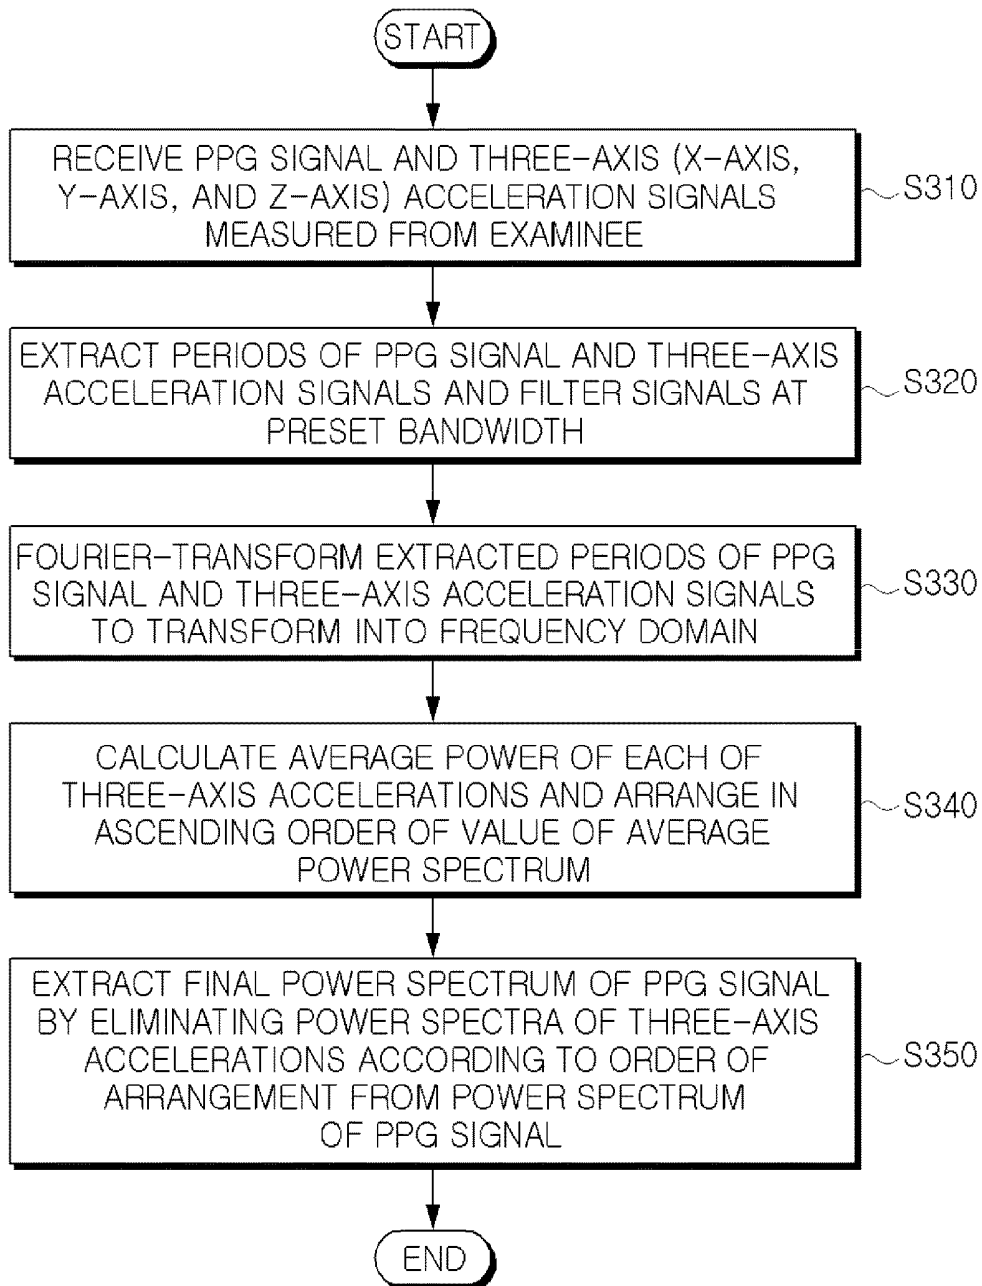 START
RECEIVE PPG SIGNAL AND THREE-AXIS (X-AXIS,
Y-AXIS, AND Z-AXIS) ACCELERATION SIGNALS
MEASURED FROM EXAMINEE
S310
EXTRACT PERIODS OF PPG SIGNAL AND THREE-AXIS
ACCELERATION SIGNALS AND FILTER SIGNALS AT
PRESET BANDWIDTH
S320
FOURIER-TRANSFORM EXTRACTED PERIODS OF PPG
SIGNAL AND THREE-AXIS ACCELERATION SIGNALS
TO TRANSFORM INTO FREQUENCY DOMAIN
S330
CALCULATE AVERAGE POWER OF EACH OF
THREE-AXIS ACCELERATIONS AND ARRANGE IN
ASCENDING ORDER OF VALUE OF AVERAGE
POWER SPECTRUM
S340
EXTRACT FINAL POWER SPECTRUM OF PPG SIGNAL
BY ELIMINATING POWER SPECTRA OF THREE-AXIS
ACCELERATIONS ACCORDING TO ORDER OF
ARRANGEMENT FROM POWER SPECTRUM
OF PPG SIGNAL
S350
END